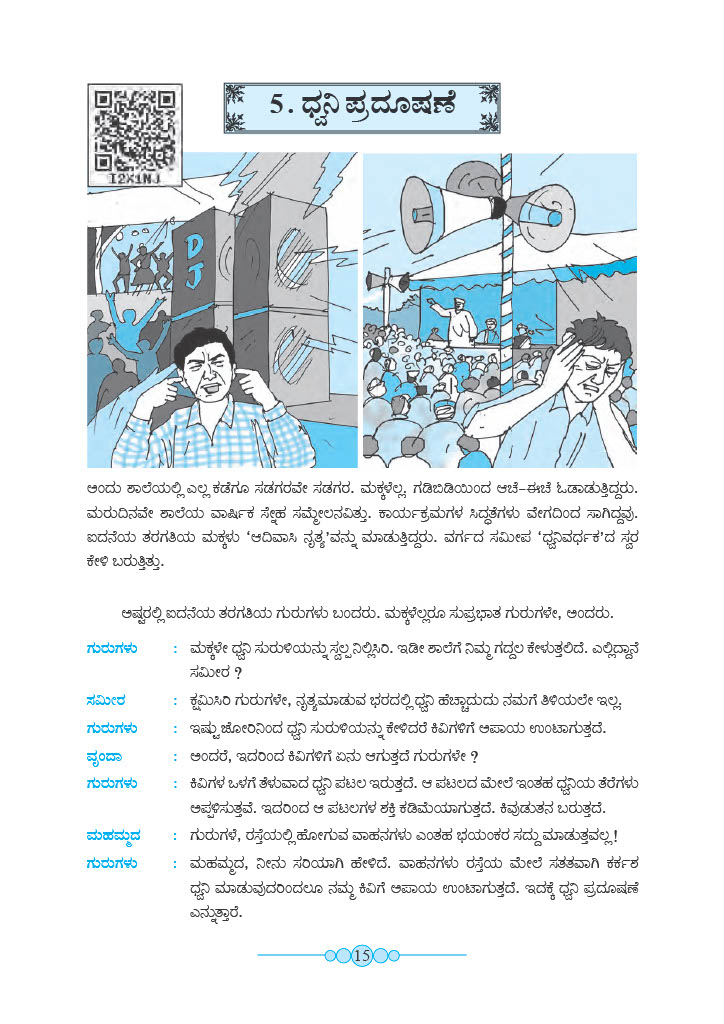 I2X1NJ
5. ಧ್ವನಿ ಪ್ರದೂಷಣೆ
DJ
ಅಂದು ಶಾಲೆಯಲ್ಲಿ ಎಲ್ಲ ಕಡೆಗೂ ಸಡಗರವೇ ಸಡಗರ. ಮಕ್ಕಳೆಲ್ಲ ಗಡಿಬಿಡಿಯಿಂದ ಆಚೆ–ಈಚೆ ಓಡಾಡುತ್ತಿದ್ದರು.
ಮರುದಿನವೇ ಶಾಲೆಯ ವಾರ್ಷಿಕ ಸ್ನೇಹ ಸಮ್ಮೇಲನವಿತ್ತು. ಕಾರ್ಯಕ್ರಮಗಳ ಸಿದ್ಧತೆಗಳು ವೇಗದಿಂದ ಸಾಗಿದ್ದವು.
ಐದನೆಯ ತರಗತಿಯ ಮಕ್ಕಳು ‘ಆದಿವಾಸಿ ನೃತ್ಯ’ವನ್ನು ಮಾಡುತ್ತಿದ್ದರು. ವರ್ಗದ ಸಮೀಪ ‘ಧ್ವನಿವರ್ಧಕ’ದ ಸ್ವರ
ಕೇಳಿ ಬರುತ್ತಿತ್ತು.
ಅಷ್ಟರಲ್ಲಿ ಐದನೆಯ ತರಗತಿಯ ಗುರುಗಳು ಬಂದರು. ಮಕ್ಕಳೆಲ್ಲರೂ ಸುಪ್ರಭಾತ ಗುರುಗಳೇ, ಅಂದರು.
ಗುರುಗಳು : ಮಕ್ಕಳೇ ಧ್ವನಿ ಸುರುಳಿಯನ್ನು ಸ್ವಲ್ಪ ನಿಲ್ಲಿಸಿರಿ. ಇಡೀ ಶಾಲೆಗೆ ನಿಮ್ಮ ಗದ್ದಲ ಕೇಳುತ್ತಲಿದೆ. ಎಲ್ಲಿದ್ದಾನೆ
ಸಮೀರ ?
ಸಮೀರ : ಕ್ಷಮಿಸಿರಿ ಗುರುಗಳೇ, ನೃತ್ಯಮಾಡುವ ಭರದಲ್ಲಿ ಧ್ವನಿ ಹೆಚ್ಚಾದುದು ನಮಗೆ ತಿಳಿಯಲೇ ಇಲ್ಲ.
ಗುರುಗಳು : ಇಷ್ಟು ಜೋರಿನಿಂದ ಧ್ವನಿ ಸುರುಳಿಯನ್ನು ಕೇಳಿದರೆ ಕಿವಿಗಳಿಗೆ ಅಪಾಯ ಉಂಟಾಗುತ್ತದೆ.
ವೃಂದಾ : ಅಂದರೆ, ಇದರಿಂದ ಕಿವಿಗಳಿಗೆ ಏನು ಆಗುತ್ತದೆ ಗುರುಗಳೇ ?
ಗುರುಗಳು : ಕಿವಿಗಳ ಒಳಗೆ ತೆಳುವಾದ ಧ್ವನಿ ಪಟಲ ಇರುತ್ತದೆ. ಆ ಪಟಲದ ಮೇಲೆ ಇಂತಹ ಧ್ವನಿಯ ತೆರೆಗಳು
ಅಪ್ಪಳಿಸುತ್ತವೆ. ಇದರಿಂದ ಆ ಪಟಲಗಳ ಶಕ್ತಿ ಕಡಿಮೆಯಾಗುತ್ತದೆ. ಕಿವುಡುತನ ಬರುತ್ತದೆ.
ಮಹಮ್ಮದ : ಗುರುಗಳೆ, ರಸ್ತೆಯಲ್ಲಿ ಹೋಗುವ ವಾಹನಗಳು ಎಂತಹ ಭಯಂಕರ ಸದ್ದು ಮಾಡುತ್ತವಲ್ಲ !
ಗುರುಗಳು : ಮಹಮ್ಮದ, ನೀನು ಸರಿಯಾಗಿ ಹೇಳಿದೆ. ವಾಹನಗಳು ರಸ್ತೆಯ ಮೇಲೆ ಸತತವಾಗಿ ಕರ್ಕಶ
ಧ್ವನಿ ಮಾಡುವುದರಿಂದಲೂ ನಮ್ಮ ಕಿವಿಗೆ ಅಪಾಯ ಉಂಟಾಗುತ್ತದೆ. ಇದಕ್ಕೆ ಧ್ವನಿ ಪ್ರದೂಷಣೆ
ಎನ್ನುತ್ತಾರೆ.
15